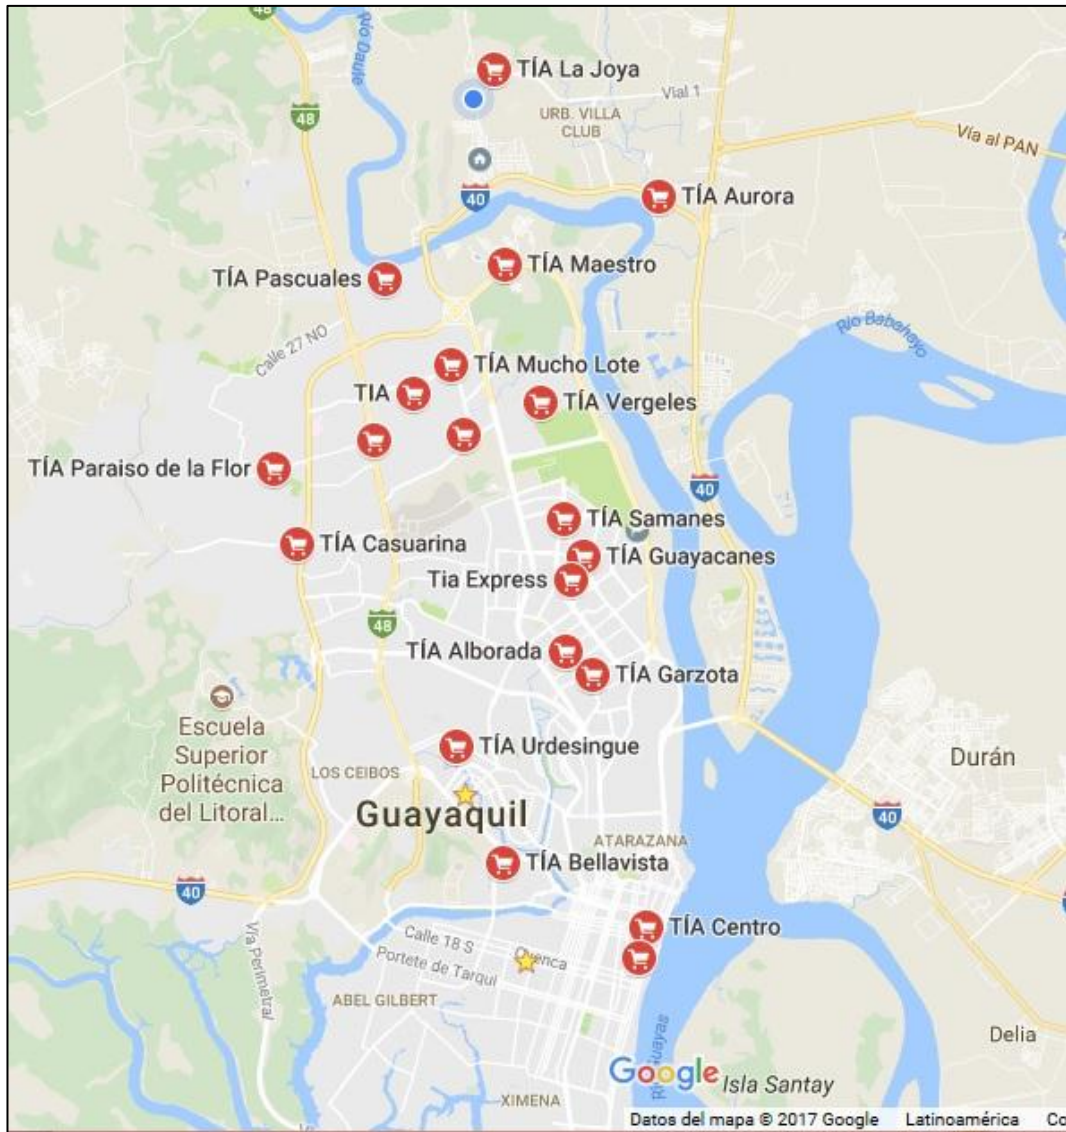 48
Río Daule
TÍA La Joya
Vial 1
48
URB. VILLA
CLUB
Vía al PAN
40
TÍA Aurora
TÍA Maestro
TÍA Pascuales
Río Babahoyo
Calle 27 NO
TÍA Mucho Lote
TIA
TÍA Vergeles
TÍA Paraiso de la Flor
40
TÍA Samanes
TÍA Casuarina
TÍA Guayacanes
Tia Express
48
TÍA Alborada
TÍA Garzota
Escuela
Superior
Politécnica
del Litoral...
TÍA Urdesingue
Durán
LOS CEIBOS
Guayaquil
40
ATARAZANA
TÍA Bellavista
40
Vía Perimetral
Calle 18 S
TÍA Centro
Oyenca
Portete de Tarqui
ABEL GILBERT
Delia
Google
Isla Santay
XIMENA
Datos del mapa © 2017 Google Latinoamérica